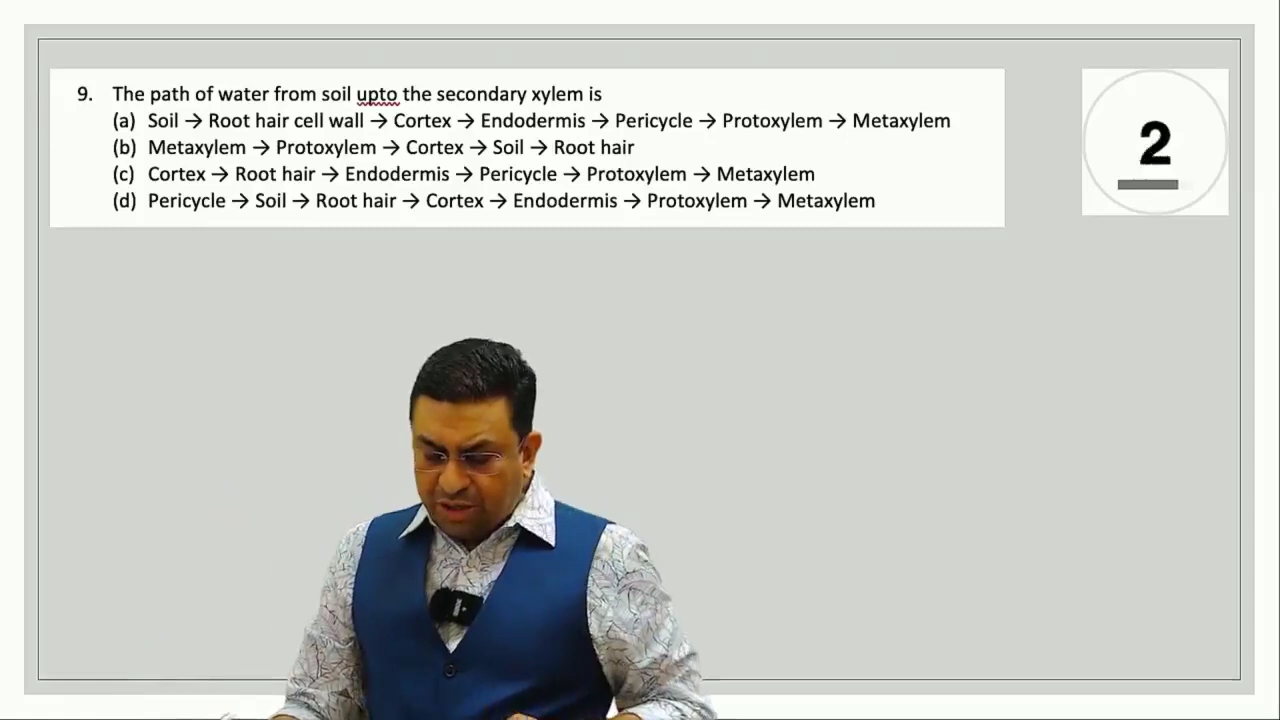 9. The path of water from soil upto the secondary xylem is
(a) Soil → Root hair cell wall → Cortex → Endodermis → Pericycle → Protoxylem → Metaxylem
(b) Metaxylem → Protoxylem → Cortex → Soil → Root hair
(c) Cortex → Root hair → Endodermis → Pericycle → Protoxylem → Metaxylem
(d) Pericycle → Soil → Root hair → Cortex → Endodermis → Protoxylem → Metaxylem
2